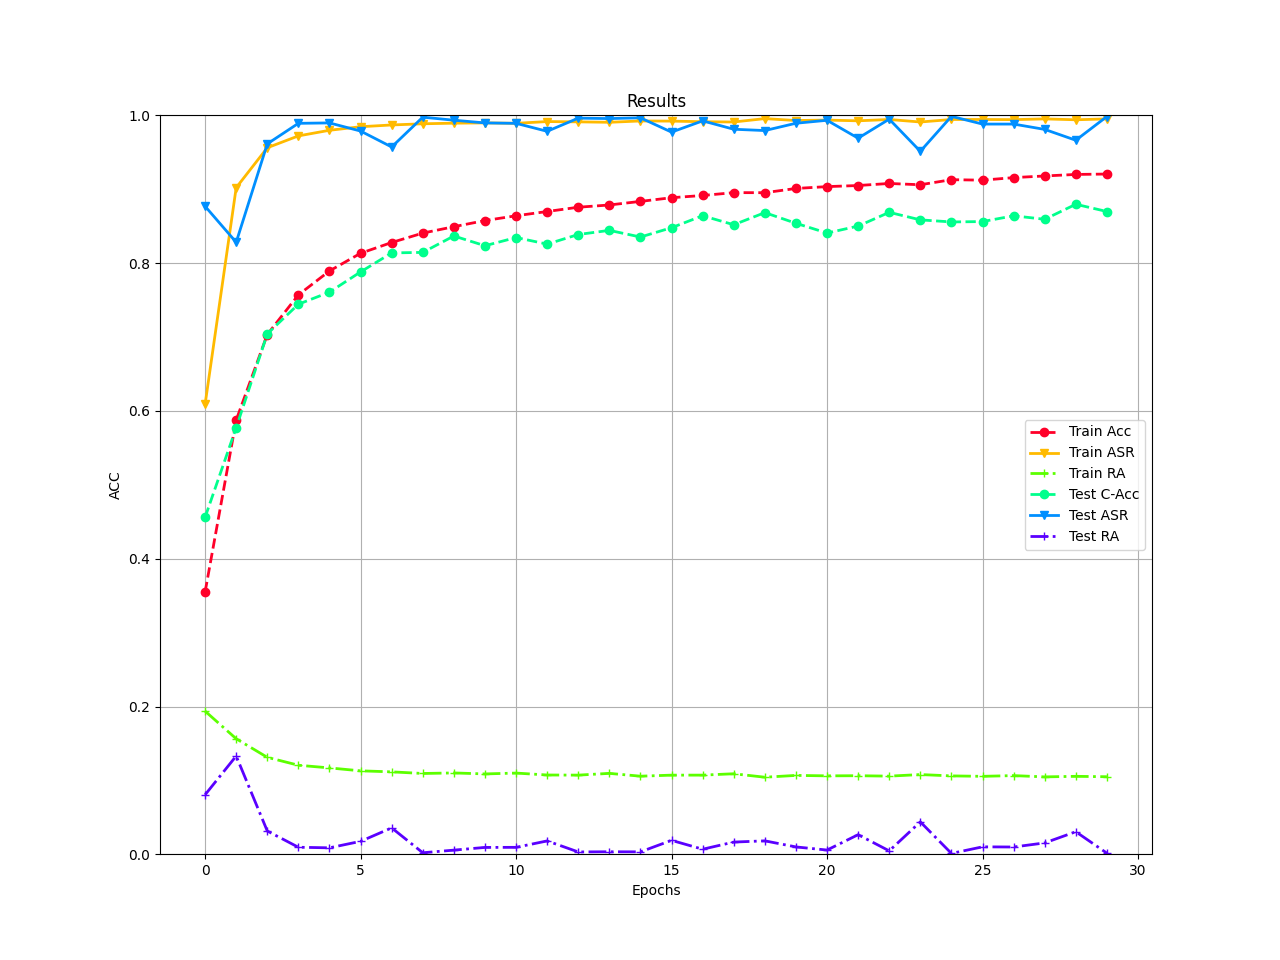 Results
1.0
0.8
0.6
0.4
0.2
0.0
ACC
Train Acc
Train ASR
Train RA
Test C-Acc
Test ASR
Test RA
0 5 10 15 20 25 30
Epochs